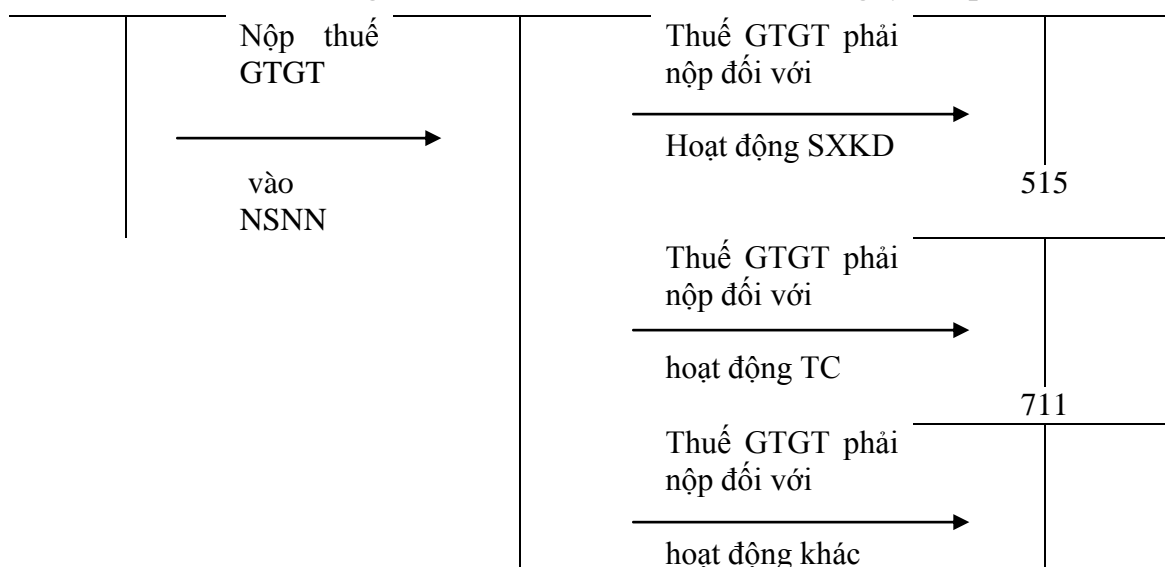 Nộp thuế
GTGT
vào
NSNN
Thuế GTGT phải
nộp đối với
Hoạt động SXKD
515
Thuế GTGT phải
nộp đối với
hoạt động TC
711
Thuế GTGT phải
nộp đối với
hoạt động khác